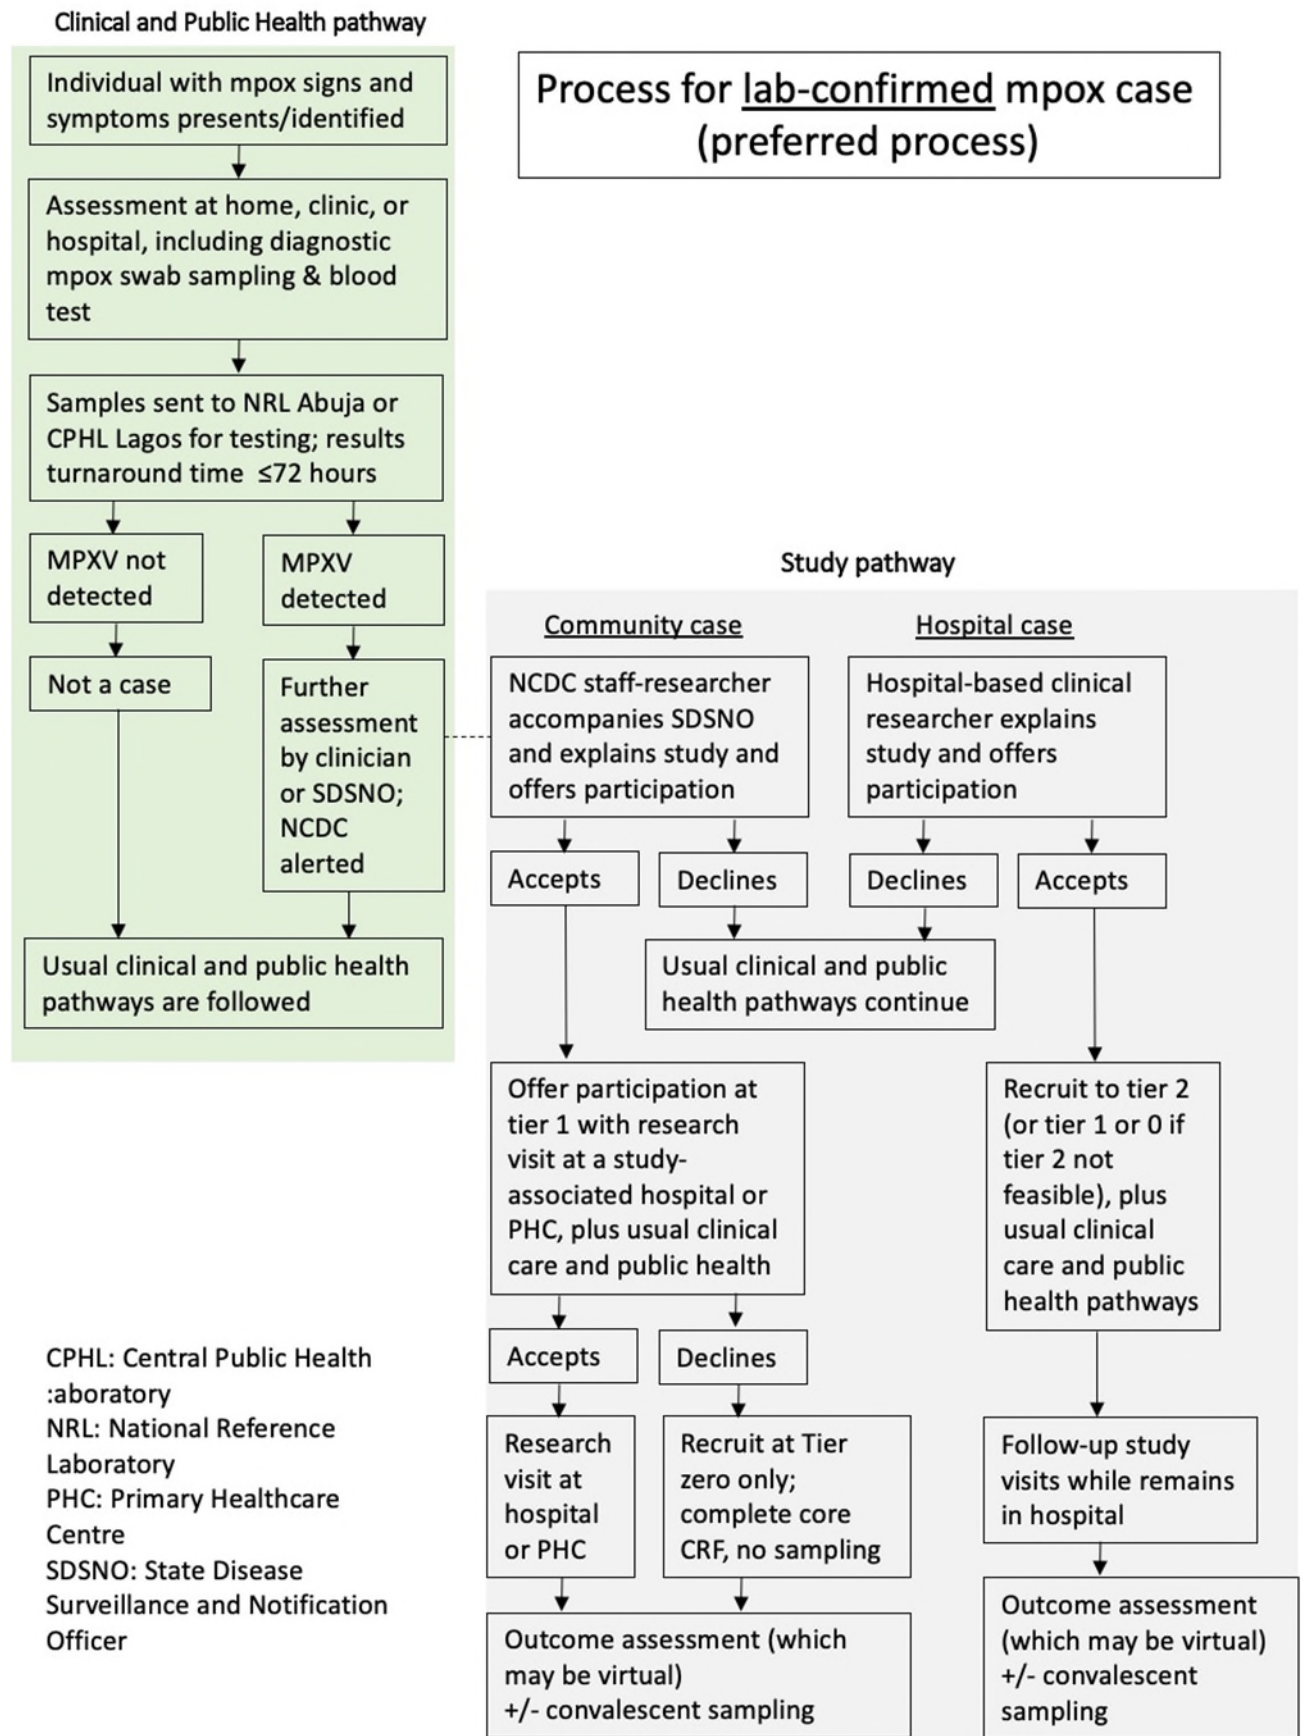 Clinical and Public Health pathway
Individual with mpox signs and
symptoms presents/identified
Assessment at home, clinic, or
hospital, including diagnostic
mpox swab sampling & blood
test
Samples sent to NRL Abuja or
CPHL Lagos for testing; results
turnaround time ≤72 hours
MPXV not
detected
MPXV
detected
Not a case
Further
assessment
by clinician
or SDSNO;
NCDC
alerted
Usual clinical and public health
pathways are followed
Process for lab-confirmed mpox case
(preferred process)
Study pathway
Community case
NCDC staff-researcher
accompanies SDSNO
and explains study and
offers participation
Hospital case
Hospital-based clinical
researcher explains
study and offers
participation
Accepts
Declines
Declines
Accepts
Usual clinical and public
health pathways continue
Offer participation at
tier 1 with research
visit at a study-
associated hospital or
PHC, plus usual clinical
care and public health
Recruit to tier 2
(or tier 1 or 0 if
tier 2 not
feasible), plus
usual clinical
care and public
health pathways
Accepts
Declines
Research
visit at
hospital
or PHC
Recruit at Tier
zero only;
complete core
CRF, no sampling
Follow-up study
visits while remains
in hospital
Outcome assessment (which
may be virtual)
+/- convalescent sampling
Outcome assessment
(which may be virtual)
+/- convalescent
sampling
CPHL: Central Public Health
:aboratory
NRL: National Reference
Laboratory
PHC: Primary Healthcare
Centre
SDSNO: State Disease
Surveillance and Notification
Officer